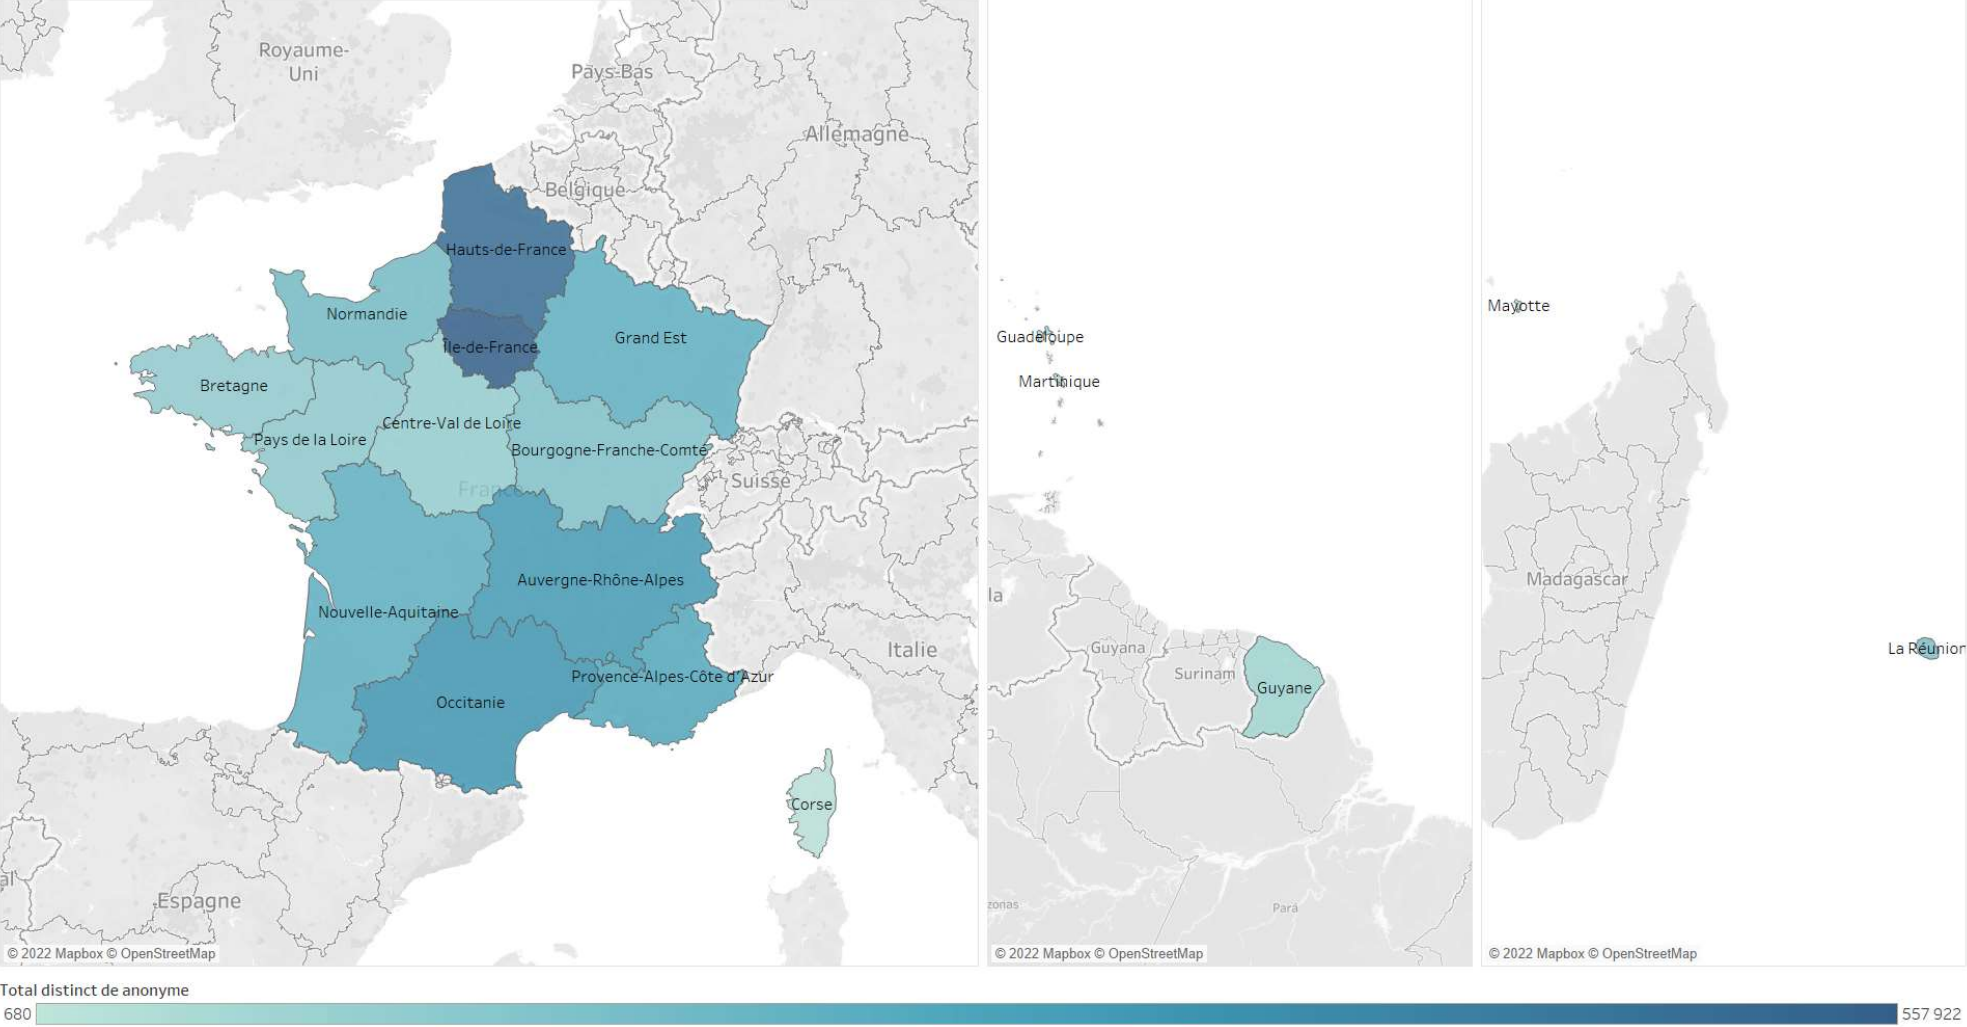 Royaume-
Uni
Pays-Bas
Allemagne
Belgique
Hauts-de-France
Normandie
Île-de-France
Grand Est
Bretagne
Centre-Val de Loire
Pays de la Loire
Bourgogne-Franche-Comté
Suisse
France
Auvergne-Rhône-Alpes
Nouvelle-Aquitaine
Italie
Provence-Alpes-Côte d'Azur
Occitanie
Corse
al
Espagne
© 2022 Mapbox © OpenStreetMap
Guadeloupe
Martinique
la
Guyana
Surinam
Guyane
zonas
Pará
© 2022 Mapbox © OpenStreetMap
Mayotte
Madagascar
La Réunion
© 2022 Mapbox © OpenStreetMap
Total distinct de anonyme
680
557 922